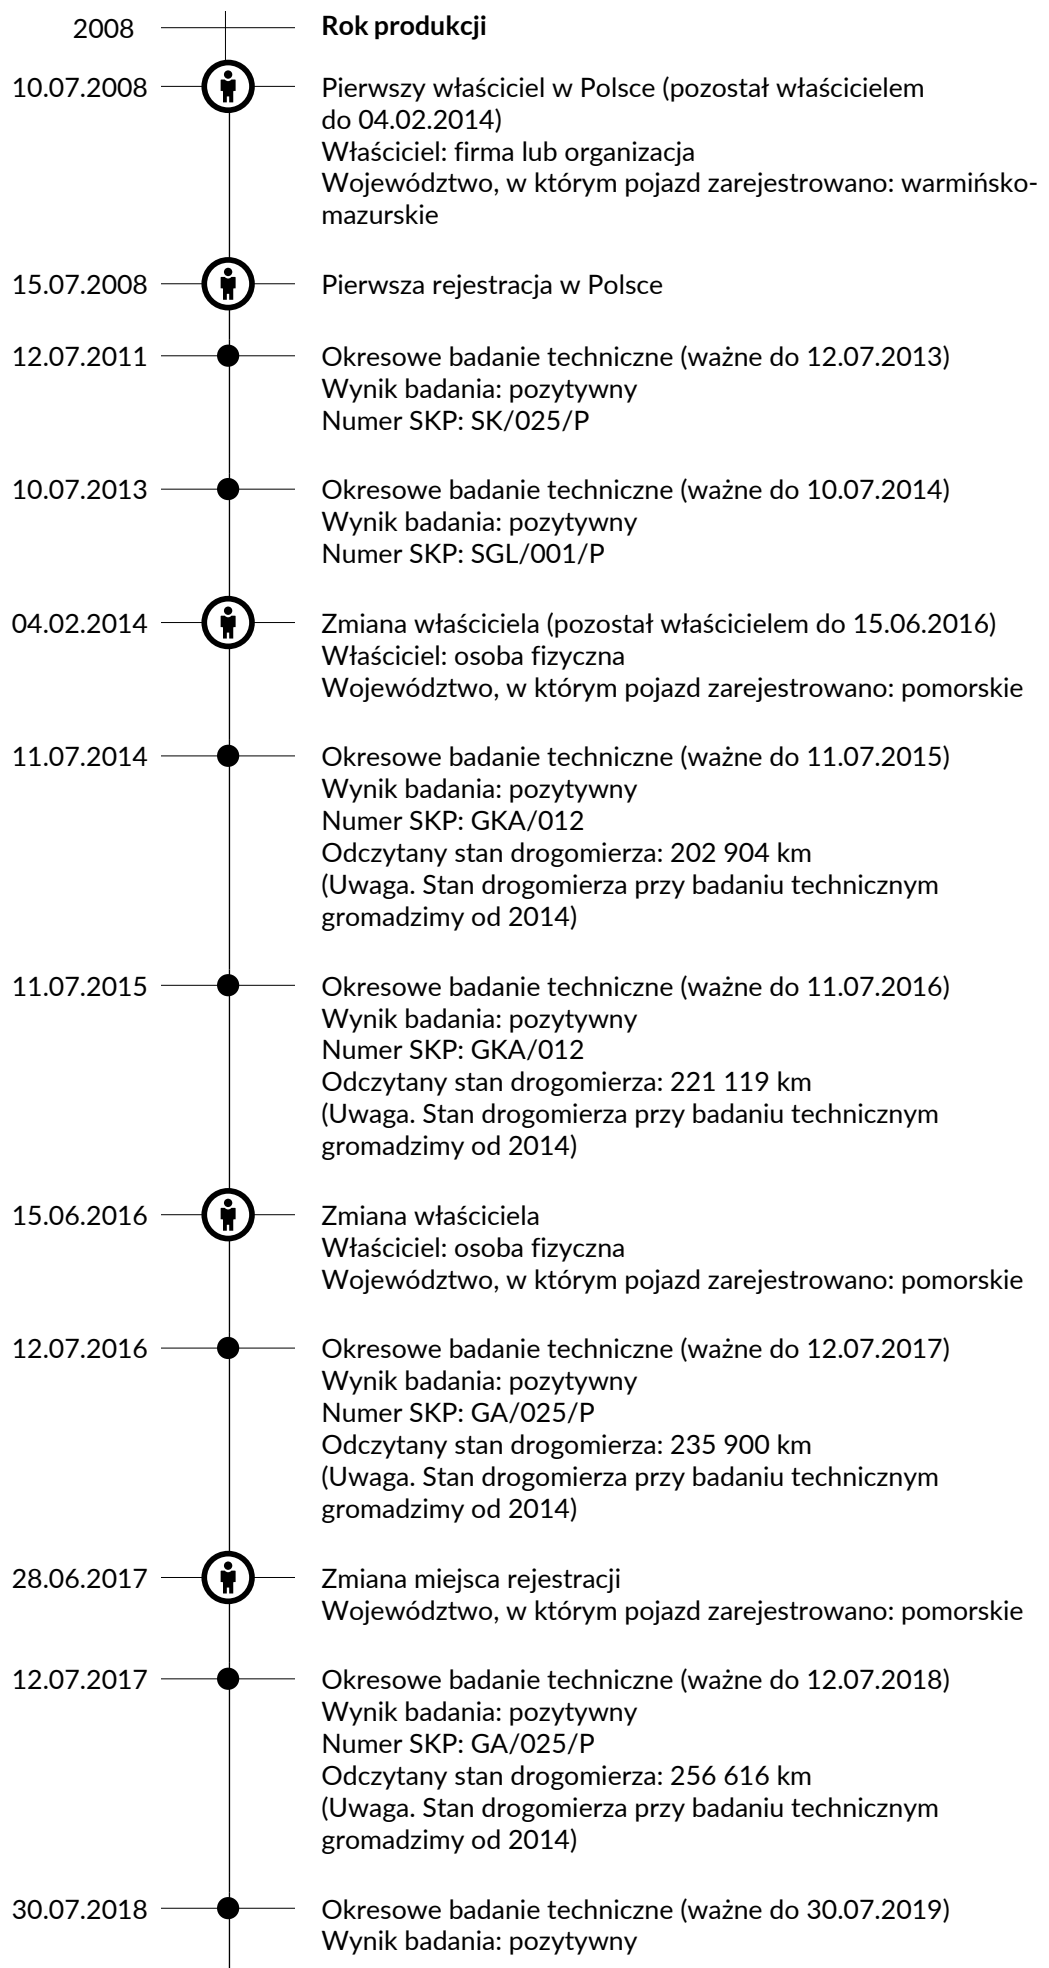 2008 Rok produkcji
10.07.2008 Pierwszy właściciel w Polsce (pozostał właścicielem
do 04.02.2014)
Właściciel: firma lub organizacja
Województwo, w którym pojazd zarejestrowano: warmińsko-
mazurskie
15.07.2008 Pierwsza rejestracja w Polsce
12.07.2011 Okresowe badanie techniczne (ważne do 12.07.2013)
Wynik badania: pozytywny
Numer SKP: SK/025/P
10.07.2013 Okresowe badanie techniczne (ważne do 10.07.2014)
Wynik badania: pozytywny
Numer SKP: SGL/001/P
04.02.2014 Zmiana właściciela (pozostał właścicielem do 15.06.2016)
Właściciel: osoba fizyczna
Województwo, w którym pojazd zarejestrowano: pomorskie
11.07.2014 Okresowe badanie techniczne (ważne do 11.07.2015)
Wynik badania: pozytywny
Numer SKP: GKA/012
Odczytany stan drogomierza: 202 904 km
(Uwaga. Stan drogomierza przy badaniu technicznym
gromadzimy od 2014)
11.07.2015 Okresowe badanie techniczne (ważne do 11.07.2016)
Wynik badania: pozytywny
Numer SKP: GKA/012
Odczytany stan drogomierza: 221 119 km
(Uwaga. Stan drogomierza przy badaniu technicznym
gromadzimy od 2014)
15.06.2016 Zmiana właściciela
Właściciel: osoba fizyczna
Województwo, w którym pojazd zarejestrowano: pomorskie
12.07.2016 Okresowe badanie techniczne (ważne do 12.07.2017)
Wynik badania: pozytywny
Numer SKP: GA/025/P
Odczytany stan drogomierza: 235 900 km
(Uwaga. Stan drogomierza przy badaniu technicznym
gromadzimy od 2014)
28.06.2017 Zmiana miejsca rejestracji
Województwo, w którym pojazd zarejestrowano: pomorskie
12.07.2017 Okresowe badanie techniczne (ważne do 12.07.2018)
Wynik badania: pozytywny
Numer SKP: GA/025/P
Odczytany stan drogomierza: 256 616 km
(Uwaga. Stan drogomierza przy badaniu technicznym
gromadzimy od 2014)
30.07.2018 Okresowe badanie techniczne (ważne do 30.07.2019)
Wynik badania: pozytywny